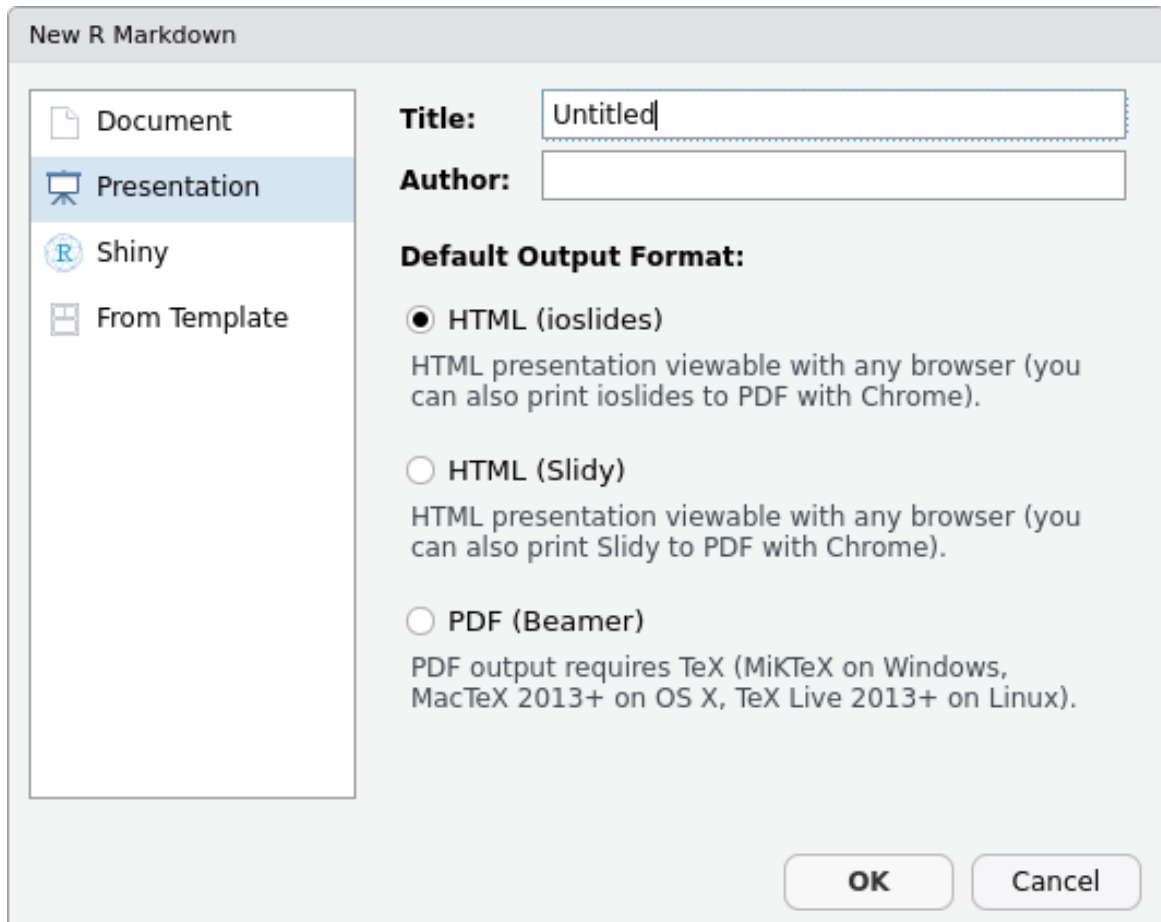 New R Markdown
Document
Presentation
R Shiny
From Template
Title: Untitled
Author:
Default Output Format:
HTML (ioslides)
HTML presentation viewable with any browser (you
can also print ioslides to PDF with Chrome).
HTML (Slidy)
HTML presentation viewable with any browser (you
can also print Slidy to PDF with Chrome).
PDF (Beamer)
PDF output requires TeX (MiKTeX on Windows,
MacTeX 2013+ on OS X, TeX Live 2013+ on Linux).
OK Cancel